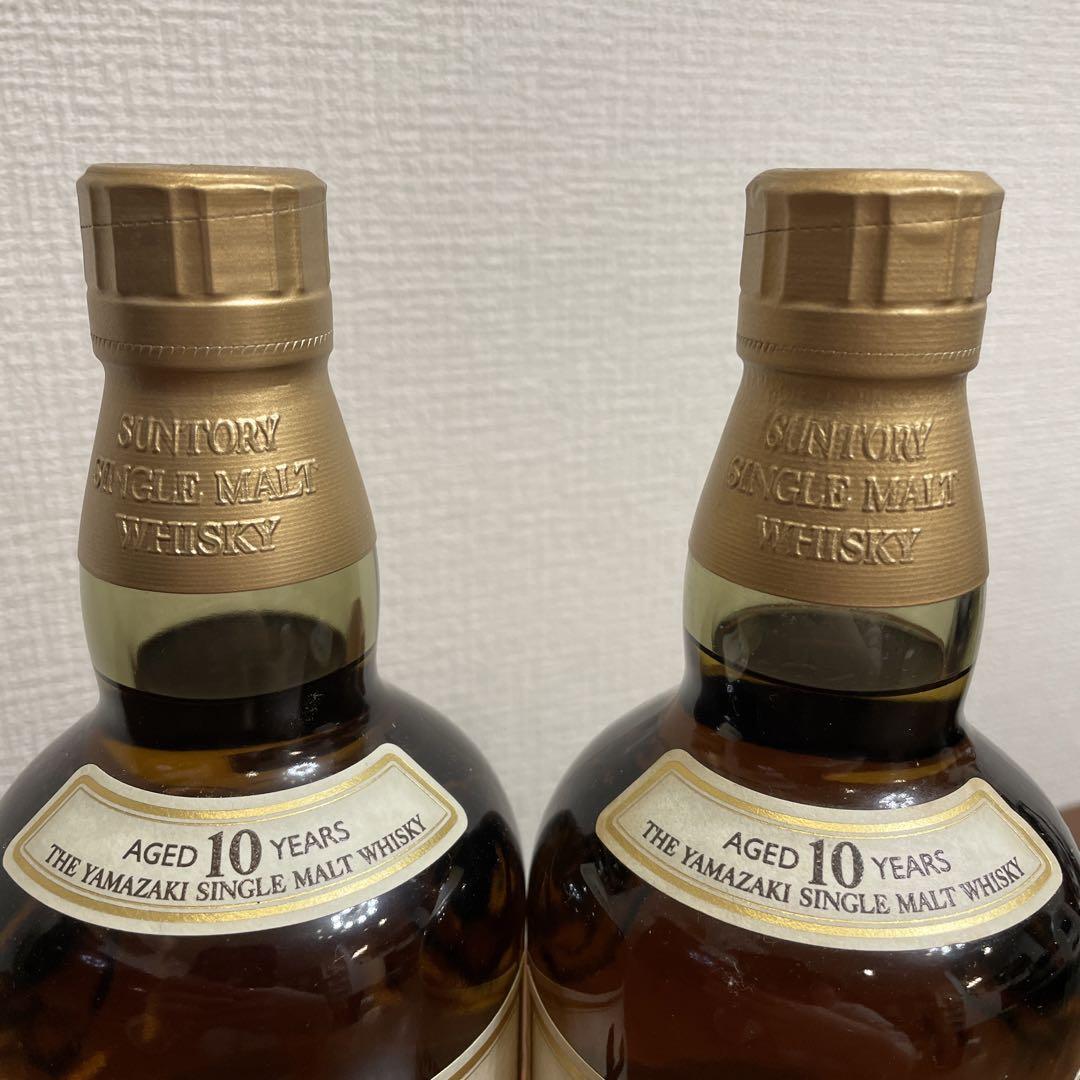 SUNTORY
SINGLE MALT
WHISKY
AGED 10 YEARS
THE YAMAZAKI SINGLE MALT WHISKY
SUNTORY
SINGLE MALT
WHISKY
AGED 10 YEARS
THE YAMAZAKI SINGLE MALT WHISKY